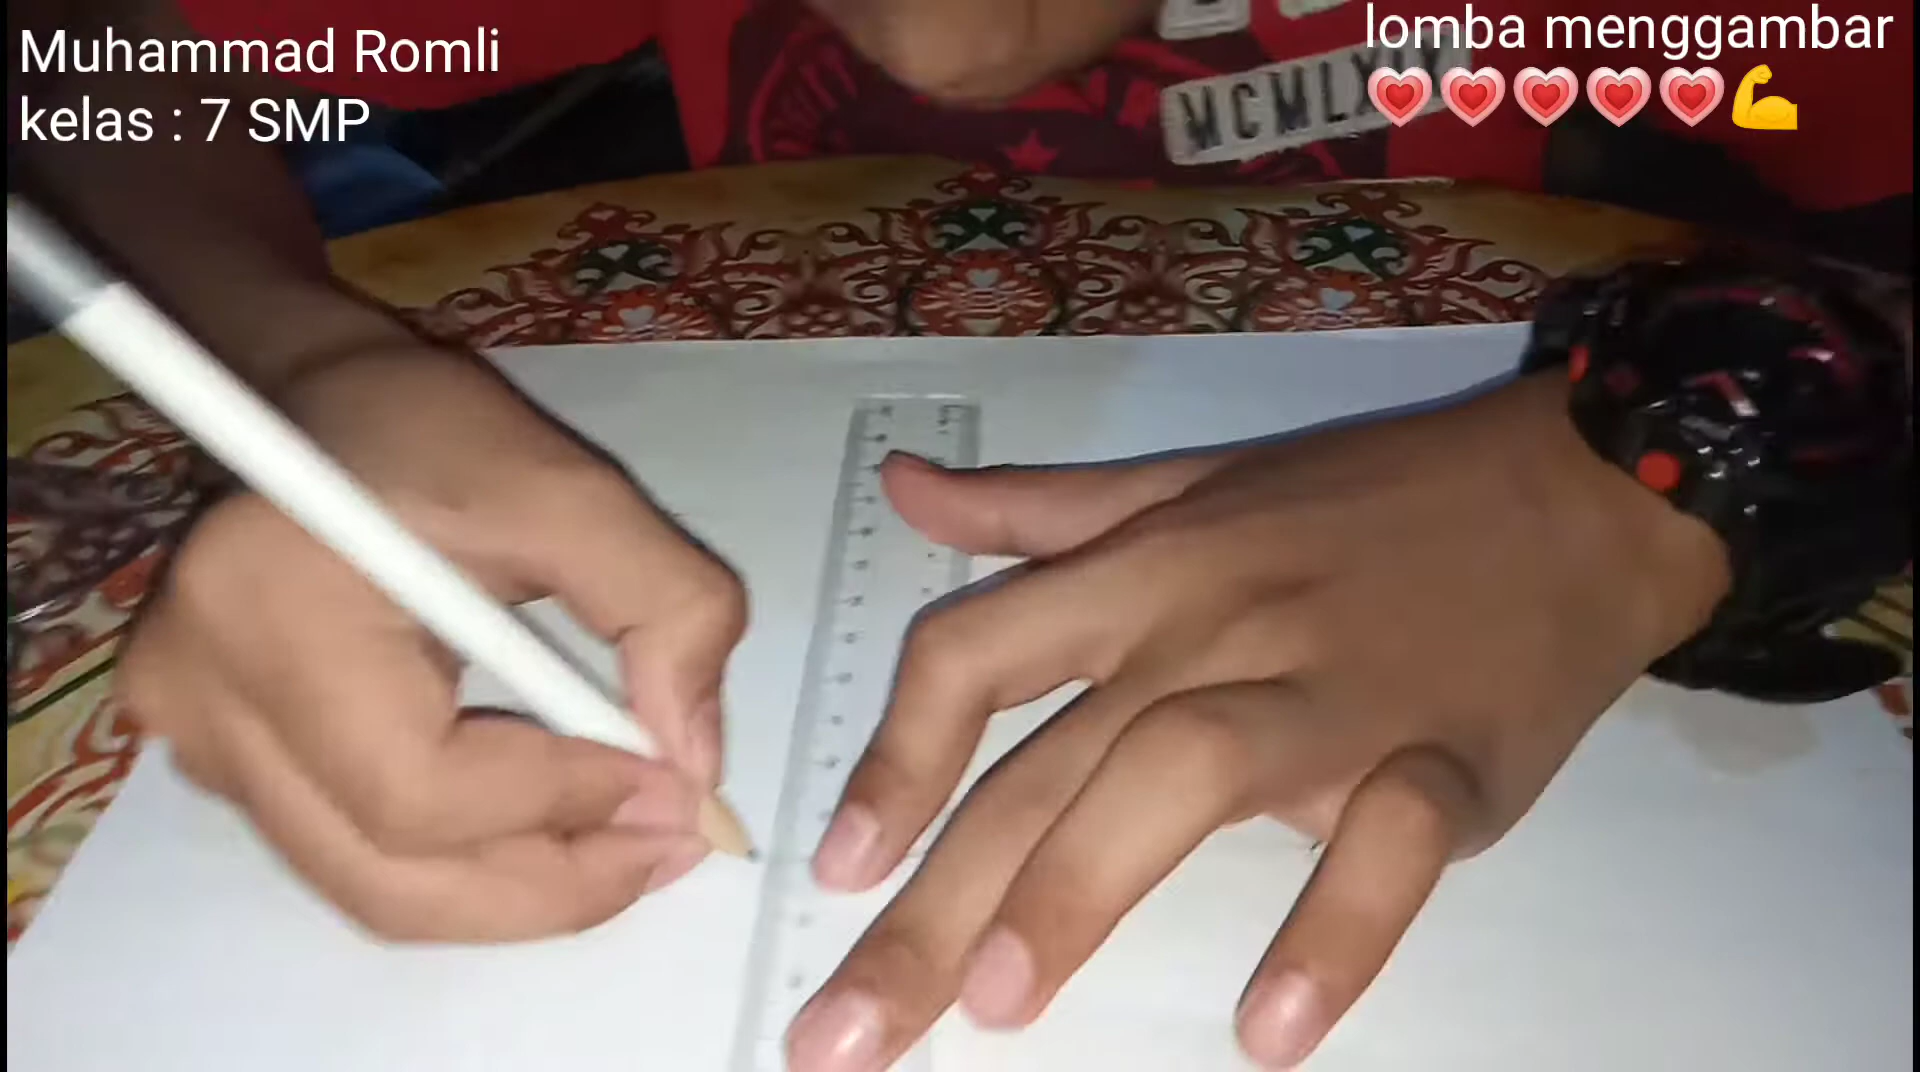 Muhammad Romli
kelas : 7 SMP
lomba menggambar
💗💗💗💗💗💪